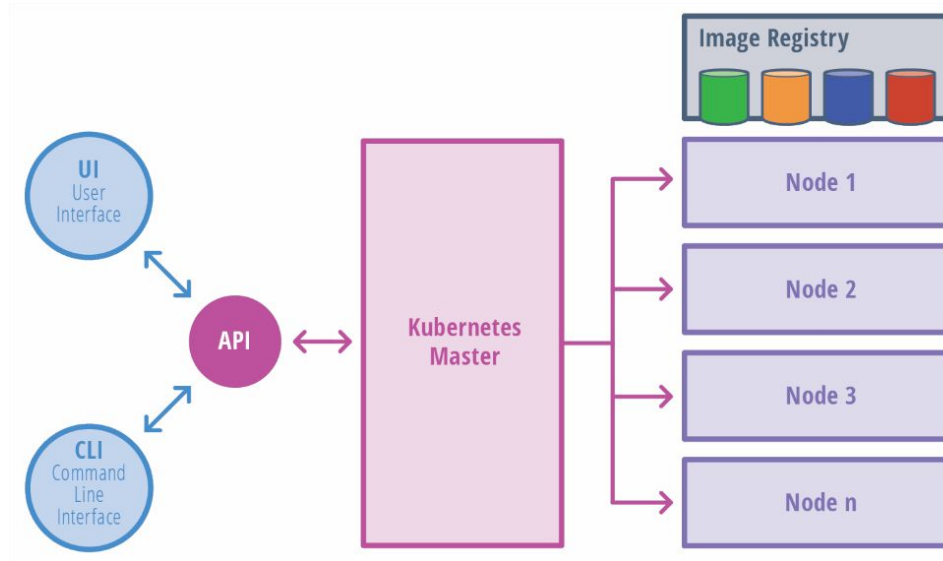 Image Registry
UI
User
Interface
API
CLI
Command
Line
Interface
Kubernetes
Master
Node 1
Node 2
Node 3
Node n